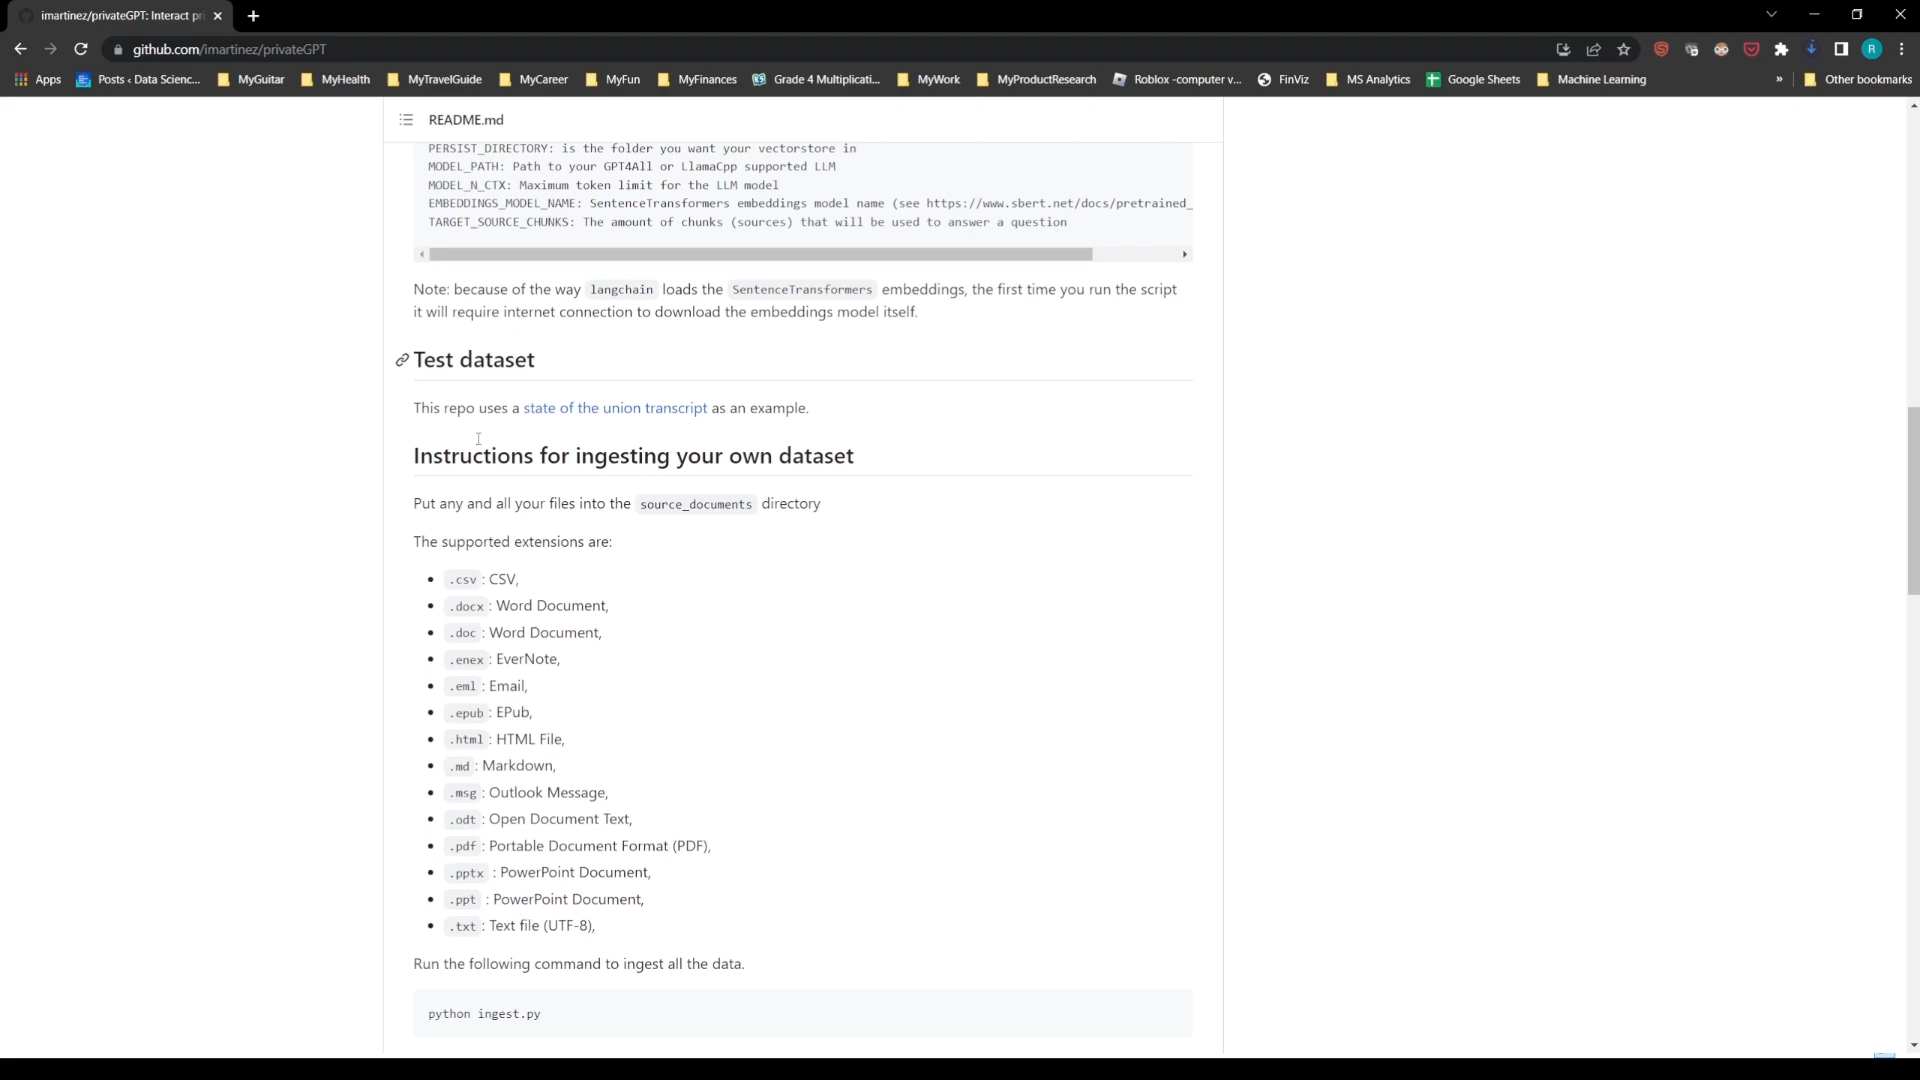 imartinez/privateGPT: Interact pri
github.com/imartinez/privateGPT
R
Apps
Posts ‹ Data Scienc...
MyGuitar
MyHealth
MyTravelGuide
MyCareer
MyFun
MyFinances
Grade 4 Multiplicati...
MyWork
MyProductResearch
Roblox -computer v...
FinViz
MS Analytics
Google Sheets
Machine Learning
»
Other bookmarks
README.md
PERSIST_DIRECTORY: is the folder you want your vectorstore in
MODEL_PATH: Path to your GPT4All or LlamaCpp supported LLM
MODEL_N_CTX: Maximum token limit for the LLM model
EMBEDDINGS_MODEL_NAME: SentenceTransformers embeddings model name (see https://www.sbert.net/docs/pretrained_
TARGET_SOURCE_CHUNKS: The amount of chunks (sources) that will be used to answer a question
Note: because of the way langchain loads the SentenceTransformers embeddings, the first time you run the script
it will require internet connection to download the embeddings model itself.
Test dataset
This repo uses a state of the union transcript as an example.
Instructions for ingesting your own dataset
Put any and all your files into the source_documents directory
The supported extensions are:
• .csv : CSV,
• .docx : Word Document,
• .doc : Word Document,
• .enex : EverNote,
• .eml : Email,
• .epub : EPub,
• .html : HTML File,
• .md : Markdown,
• .msg : Outlook Message,
• .odt : Open Document Text,
• .pdf : Portable Document Format (PDF),
• .pptx : PowerPoint Document,
• .ppt : PowerPoint Document,
• .txt : Text file (UTF-8),
Run the following command to ingest all the data.
python ingest.py